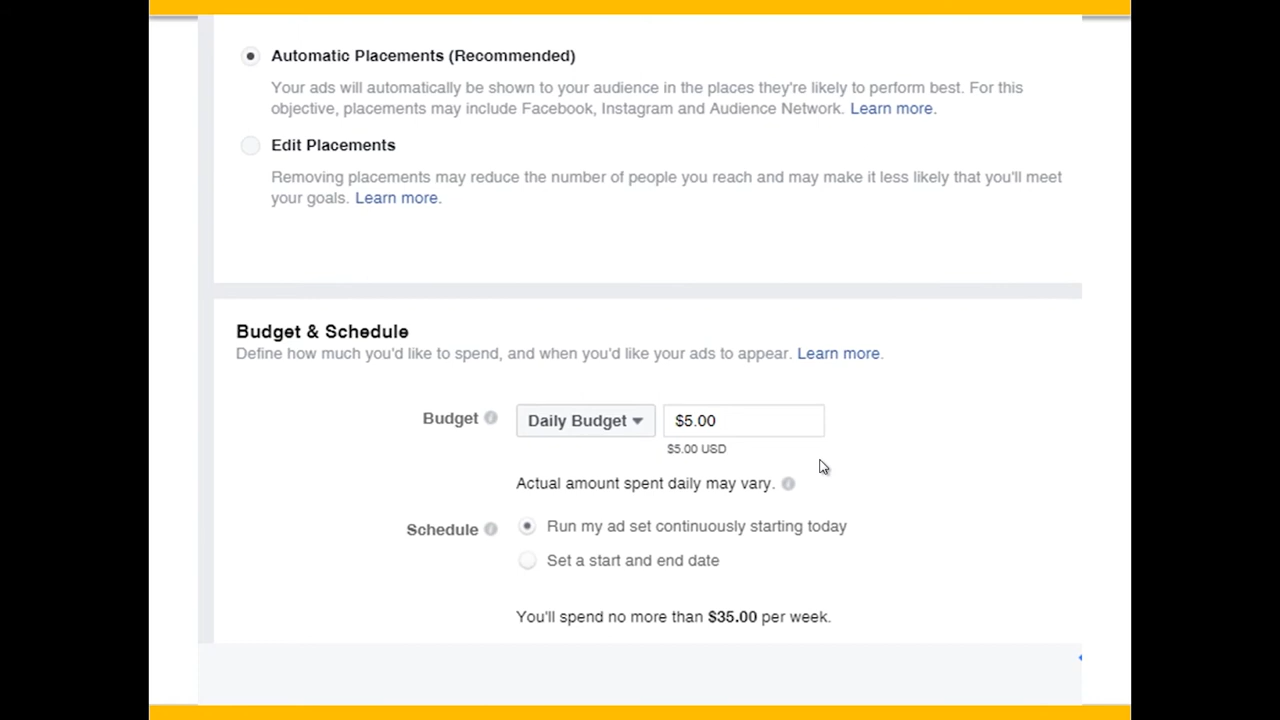 Automatic Placements (Recommended)
Your ads will automatically be shown to your audience in the places they're likely to perform best. For this
objective, placements may include Facebook, Instagram and Audience Network. Learn more.
Edit Placements
Removing placements may reduce the number of people you reach and may make it less likely that you'll meet
your goals. Learn more.
Budget & Schedule
Define how much you'd like to spend, and when you'd like your ads to appear. Learn more.
Budget Daily Budget $5.00
$5.00 USD
Actual amount spent daily may vary.
Schedule Run my ad set continuously starting today
Set a start and end date
You'll spend no more than $35.00 per week.